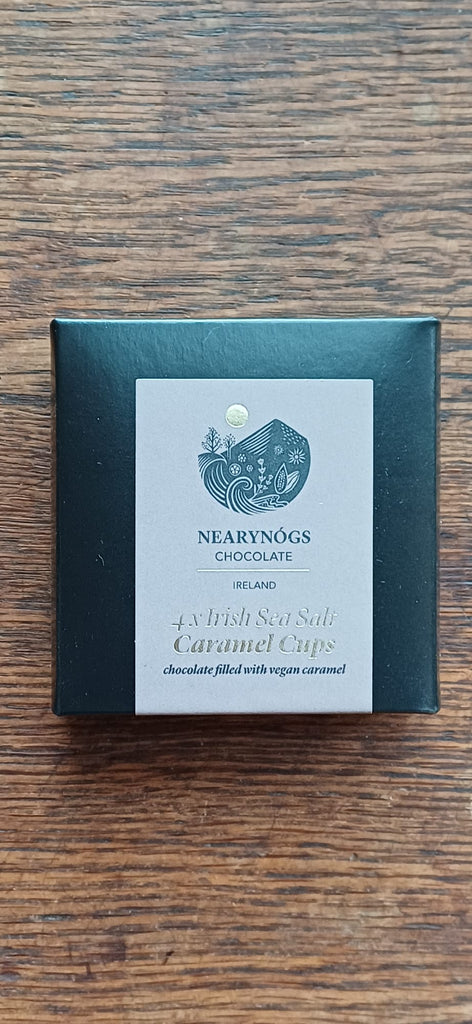 NEARYNÓGS
CHOCOLATE
IRELAND
4 x Irish Sea Salt
Caramel Cups
chocolate filled with vegan caramel